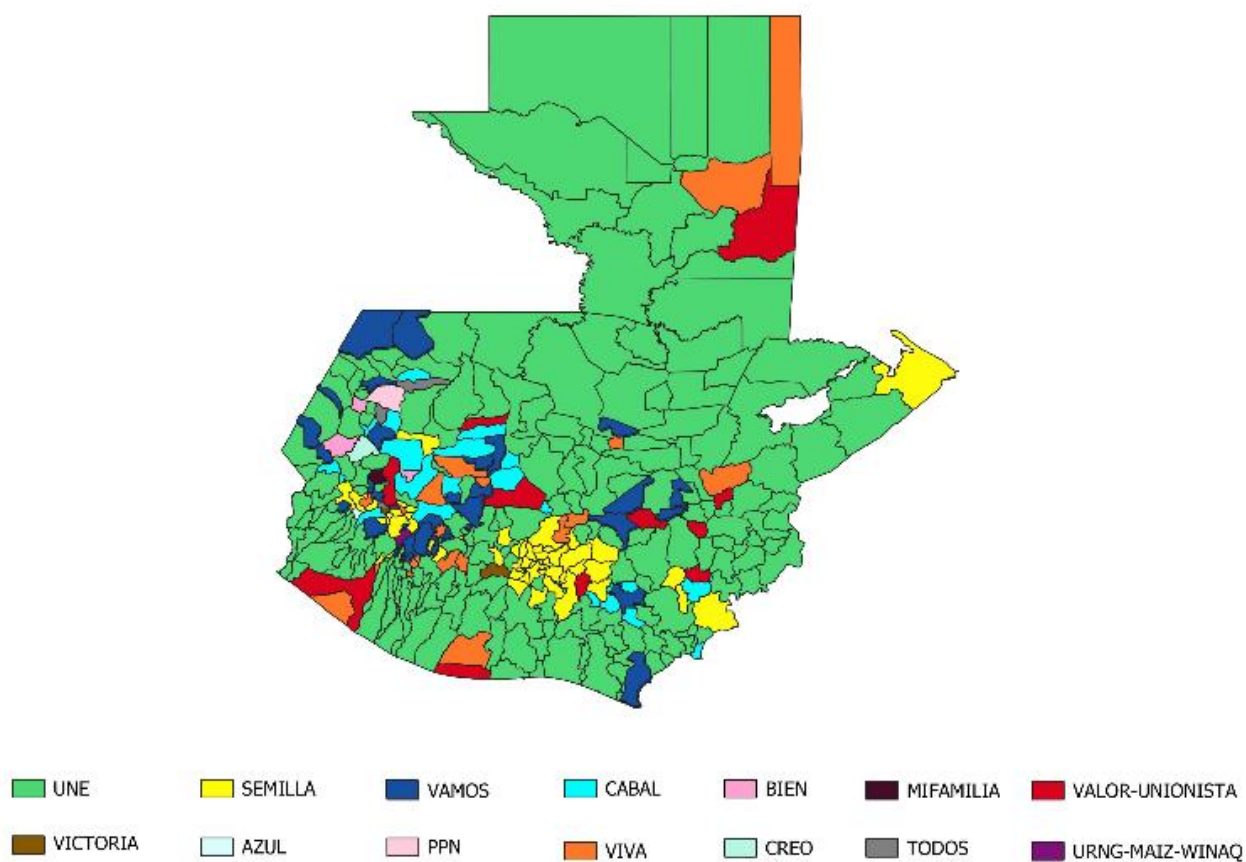 UNE SEMILLA VAMOS CABAL BIEN MIFAMILIA VALOR-UNIONISTA
VICTORIA AZUL PPN VIVA CREO TODOS URNG-MAIZ-WINAQ